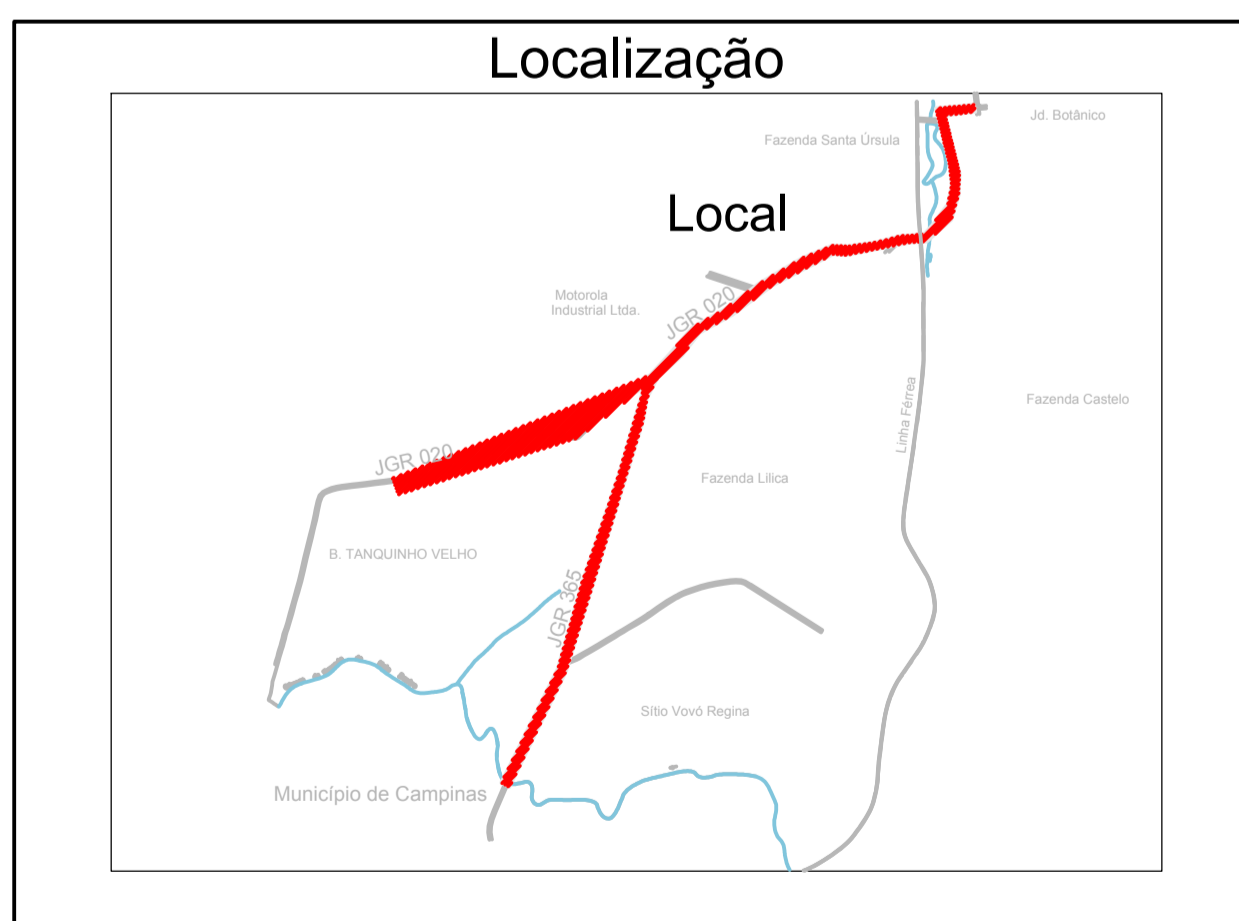 Localização
Jd. Botânico
Fazenda Santa Úrsula
Local
Motorola
Industrial Ltda.
JGR 020
Linha Férrea
Fazenda Castelo
JGR 020
Fazenda Lilica
B. TANQUINHO VELHO
JGR 365
Sítio Vovó Regina
Município de Campinas